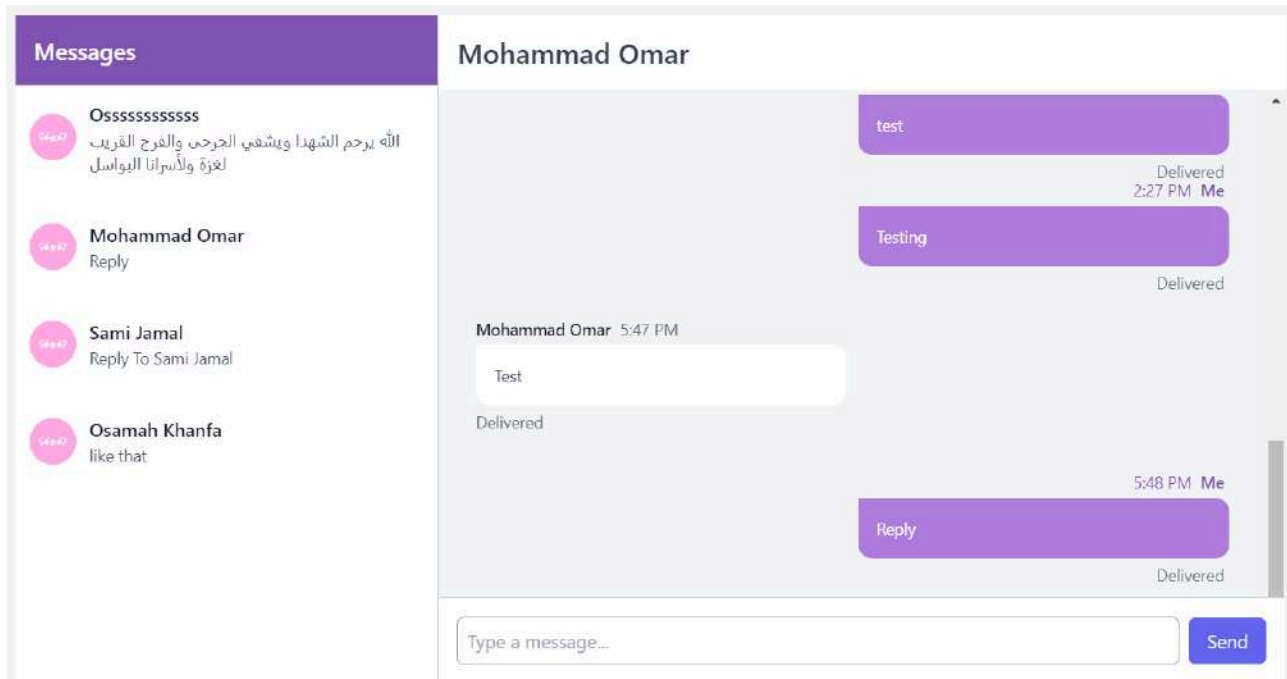 Messages
Osssssssssss
الله يرحم الشهدا ويشفي الجرحى والفرج القريب
لغزة ولأسرانا البواسل
Mohammad Omar
Reply
Sami Jamal
Reply To Sami Jamal
Osamah Khanfa
like that
Mohammad Omar
test
Delivered
2:27 PM Me
Testing
Delivered
Mohammad Omar 5:47 PM
Test
Delivered
5:48 PM Me
Reply
Delivered
Type a message...
Send